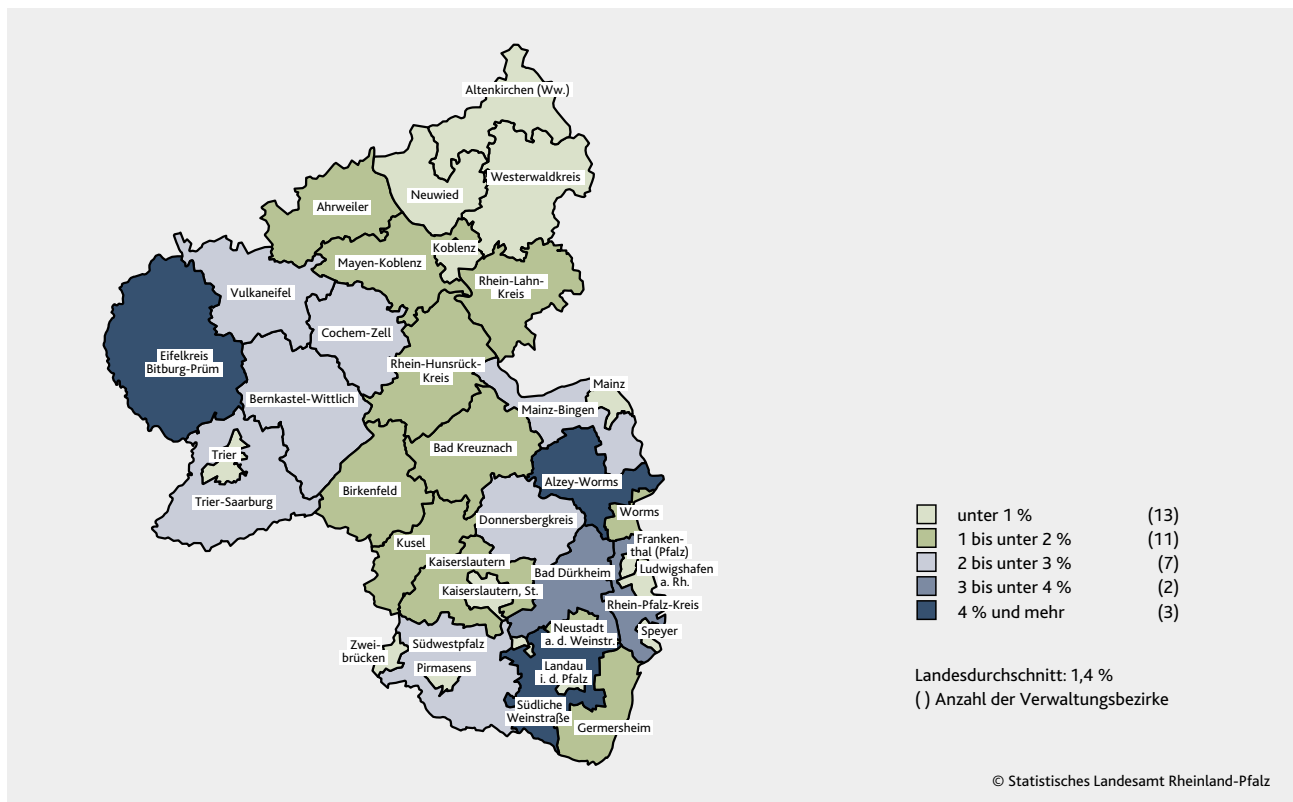 Altenkirchen (Ww.)
Westerwaldkreis
Neuwied
Ahrweiler
Koblenz
Mayen-Koblenz
Rhein-Lahn-
Kreis
Vulkaneifel
Cochem-Zell
Eifelkreis
Bitburg-Prüm
Rhein-Hunsrück-
Kreis
Mainz
Bernkastel-Wittlich
Mainz-Bingen
Bad Kreuznach
Trier
Alzey-Worms
Birkenfeld
Trier-Saarburg
Worms
Donnersbergkreis
Kusel
Franken-
thal (Pfalz)
Kaiserslautern
Bad Dürkheim
Ludwigshafen
a. Rh.
Kaiserslautern, St.
Rhein-Pfalz-Kreis
Neustadt
a. d. Weinstr.
Speyer
Zwei-
brücken
Südwestpfalz
Pirmasens
Landau
i. d. Pfalz
Südliche
Weinstraße
Germersheim
unter 1 % (13)
1 bis unter 2 % (11)
2 bis unter 3 % (7)
3 bis unter 4 % (2)
4 % und mehr (3)
Landesdurchschnitt: 1,4 %
( ) Anzahl der Verwaltungsbezirke
© Statistisches Landesamt Rheinland-Pfalz